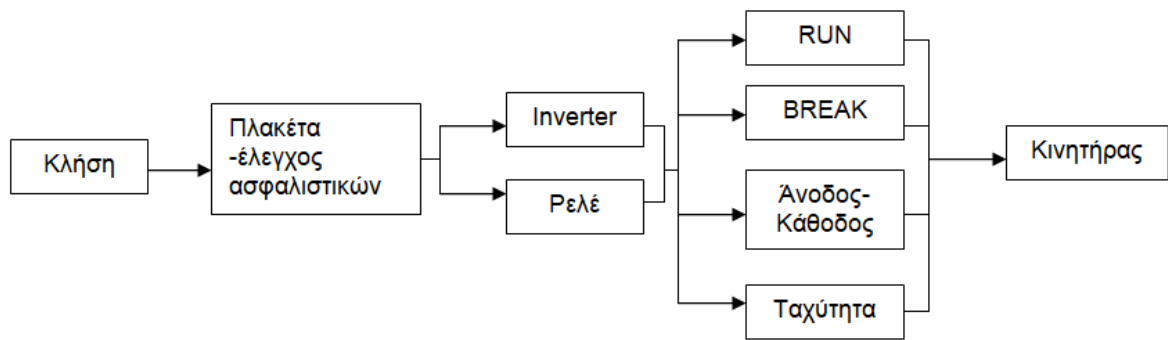 Κλήση
Πλακέτα
-έλεγχος
ασφαλιστικών
Inverter
Ρελέ
RUN
BREAK
Άνοδος-
Κάθοδος
Ταχύτητα
Κινητήρας